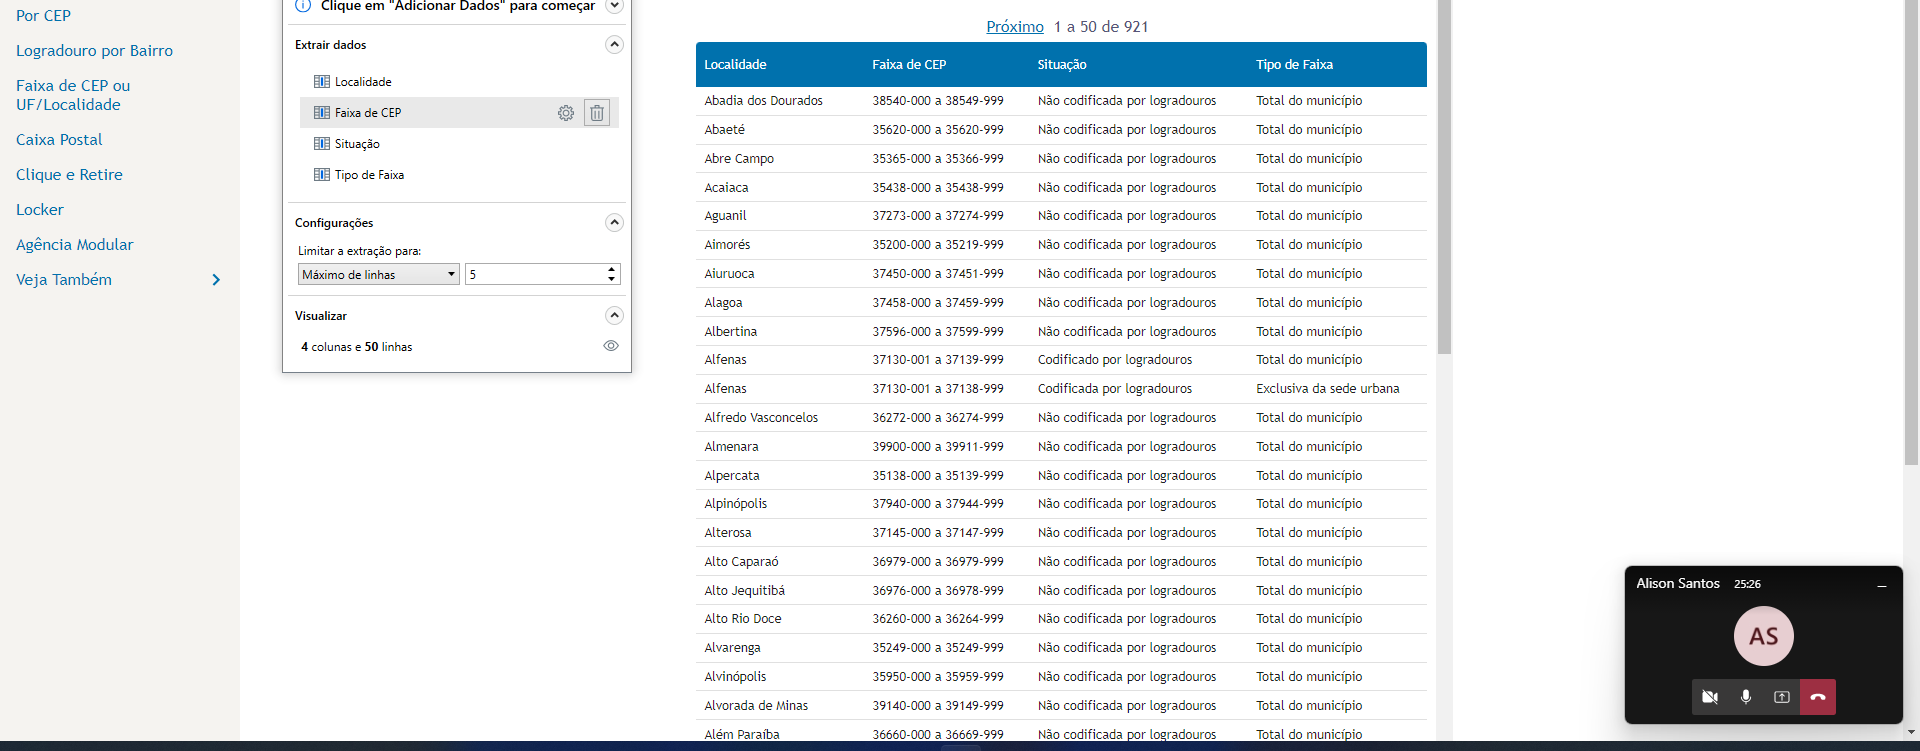 Por CEP
Logradouro por Bairro
Faixa de CEP ou
UF/Localidade
Caixa Postal
Clique e Retire
Locker
Agência Modular
Veja Também
Clique em "Adicionar Dados" para começar
Extrair dados
Localidade
Faixa de CEP
Situação
Tipo de Faixa
Configurações
Limitar a extração para:
Máximo de linhas 5
Visualizar
4 colunas e 50 linhas
Próximo 1 a 50 de 921
Localidade Faixa de CEP Situação Tipo de Faixa
Abadia dos Dourados 38540-000 a 38549-999 Não codificada por logradouros Total do município
Abaeté 35620-000 a 35620-999 Não codificada por logradouros Total do município
Abre Campo 35365-000 a 35366-999 Não codificada por logradouros Total do município
Acaiaca 35438-000 a 35438-999 Não codificada por logradouros Total do município
Aguanil 37273-000 a 37274-999 Não codificada por logradouros Total do município
Aimorés 35200-000 a 35219-999 Não codificada por logradouros Total do município
Aiuruoca 37450-000 a 37451-999 Não codificada por logradouros Total do município
Alagoa 37458-000 a 37459-999 Não codificada por logradouros Total do município
Albertina 37596-000 a 37599-999 Não codificada por logradouros Total do município
Alfenas 37130-001 a 37139-999 Codificado por logradouros Total do município
Alfenas 37130-001 a 37138-999 Codificada por logradouros Exclusiva da sede urbana
Alfredo Vasconcelos 36272-000 a 36274-999 Não codificada por logradouros Total do município
Almenara 39900-000 a 39911-999 Não codificada por logradouros Total do município
Alpercata 35138-000 a 35139-999 Não codificada por logradouros Total do município
Alpinópolis 37940-000 a 37944-999 Não codificada por logradouros Total do município
Alterosa 37145-000 a 37147-999 Não codificada por logradouros Total do município
Alto Caparaó 36979-000 a 36979-999 Não codificada por logradouros Total do município
Alto Jequitibá 36976-000 a 36978-999 Não codificada por logradouros Total do município
Alto Rio Doce 36260-000 a 36264-999 Não codificada por logradouros Total do município
Alvarenga 35249-000 a 35249-999 Não codificada por logradouros Total do município
Alvinópolis 35950-000 a 35959-999 Não codificada por logradouros Total do município
Alvorada de Minas 39140-000 a 39149-999 Não codificada por logradouros Total do município
Além Paraíba 36660-000 a 36669-999 Não codificada por logradouros Total do município
Alison Santos 25:26
AS